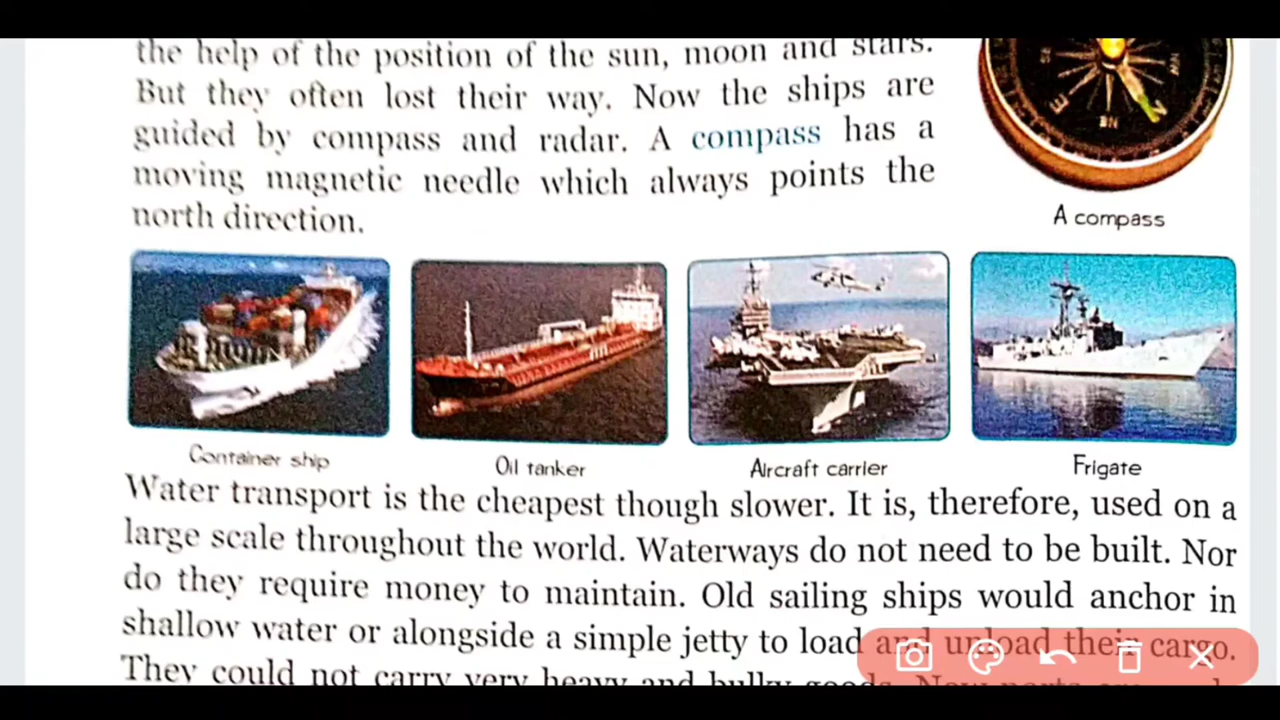 the help of the position of the sun, moon and stars.
But they often lost their way. Now the ships are
guided by compass and radar. A compass has a
moving magnetic needle which always points the
north direction.
A compass
Container ship
Oil tanker
Aircraft carrier
Frigate
Water transport is the cheapest though slower. It is, therefore, used on a
large scale throughout the world. Waterways do not need to be built. Nor
do they require money to maintain. Old sailing ships would anchor in
shallow water or alongside a simple jetty to load and unload their cargo.
They could not carry very heavy and bulky goods. Now ports